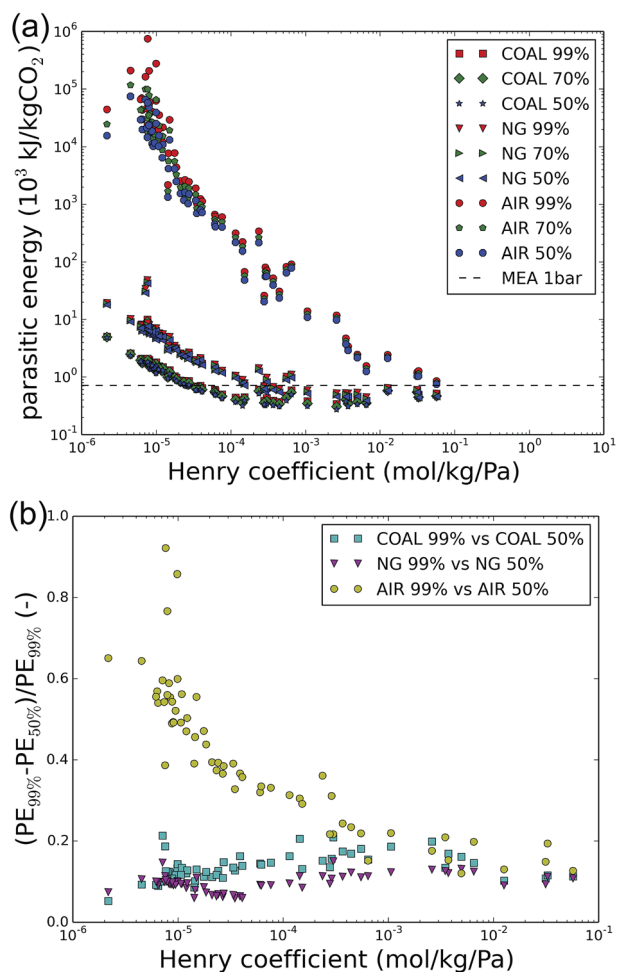 (a)
10^6
10^5
10^4
10^3
10^2
10^1
10^0
10^-1
10^-6
10^-5
10^-4
10^-3
10^-2
10^-1
10^0
10^1
parasitic energy (10^3 kJ/kgCO_2)
Henry coefficient (mol/kg/Pa)
COAL 99%
COAL 70%
COAL 50%
NG 99%
NG 70%
NG 50%
AIR 99%
AIR 70%
AIR 50%
MEA 1bar
(b)
1.0
0.8
0.6
0.4
0.2
0.0
10^-6
10^-5
10^-4
10^-3
10^-2
10^-1
(PE_99%-PE_50%)/PE_99% (-)
Henry coefficient (mol/kg/Pa)
COAL 99% vs COAL 50%
NG 99% vs NG 50%
AIR 99% vs AIR 50%